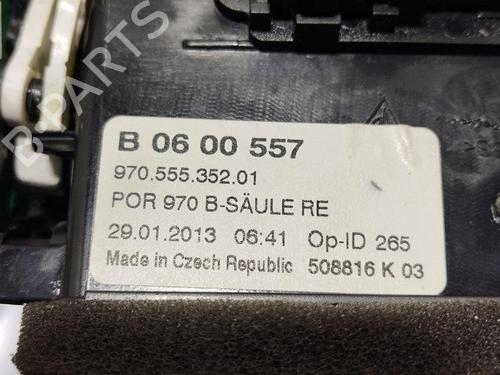 B 06 00 557
970.555.352.01
POR 970 B-SÄULE RE
29.01.2013 06:41 Op-ID 265
Made in Czech Republic 508816 K 03
B-PARTS